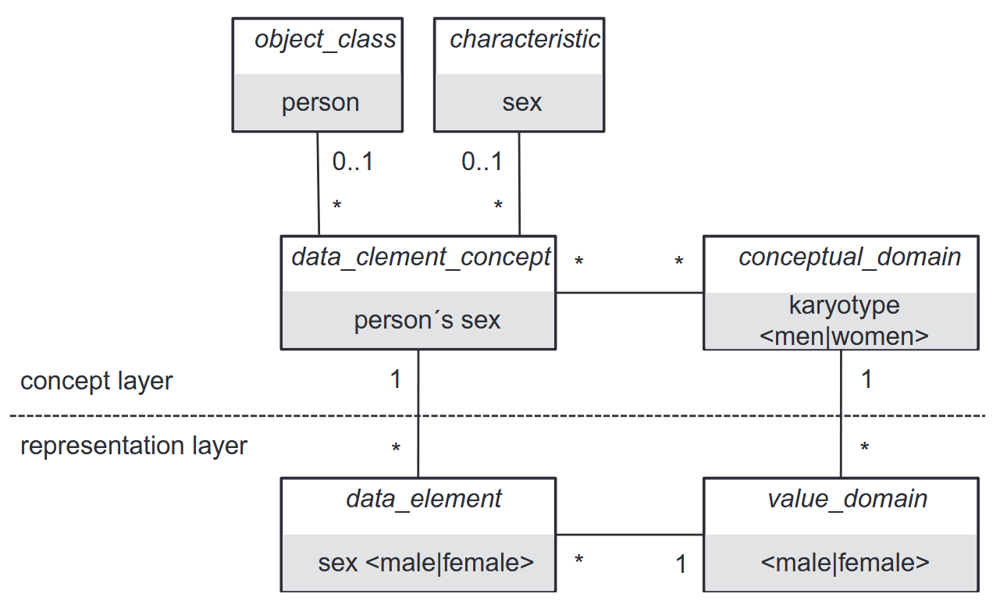 object_class
characteristic
person
sex
0..1
0..1
*
*
data_clement_concept
*
*
conceptual_domain
person´s sex
karyotype
<men|women>
concept layer
1
1
representation layer
*
*
data_element
value_domain
sex <male|female>
*
1
<male|female>